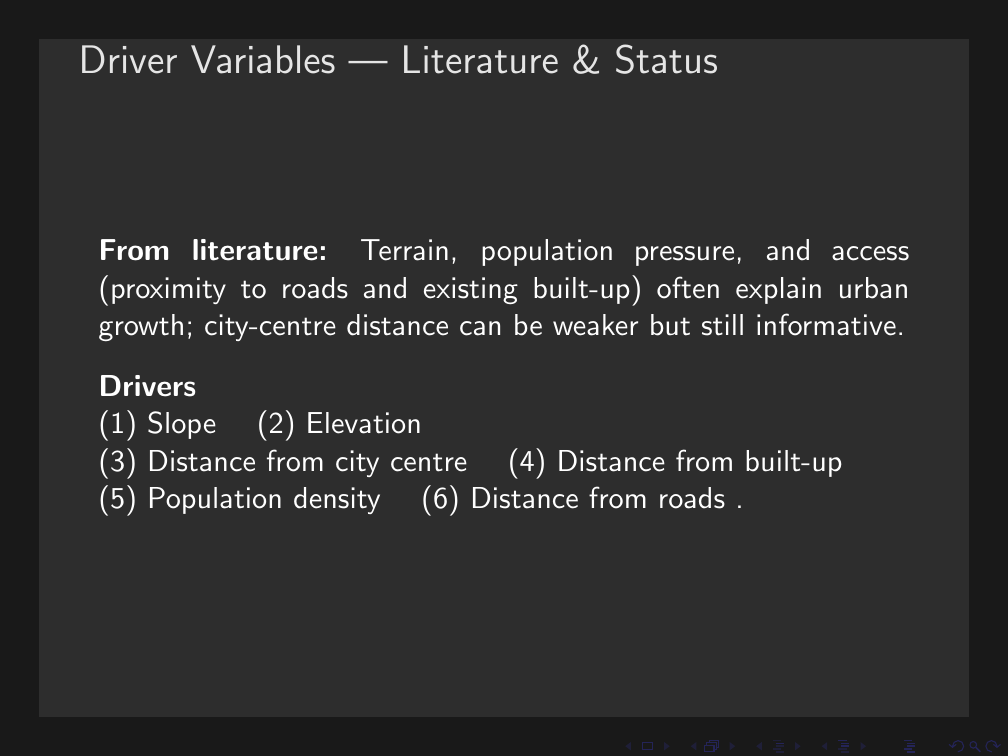 Driver Variables — Literature & Status
From literature: Terrain, population pressure, and access
(proximity to roads and existing built-up) often explain urban
growth; city-centre distance can be weaker but still informative.
Drivers
(1) Slope (2) Elevation
(3) Distance from city centre (4) Distance from built-up
(5) Population density (6) Distance from roads .